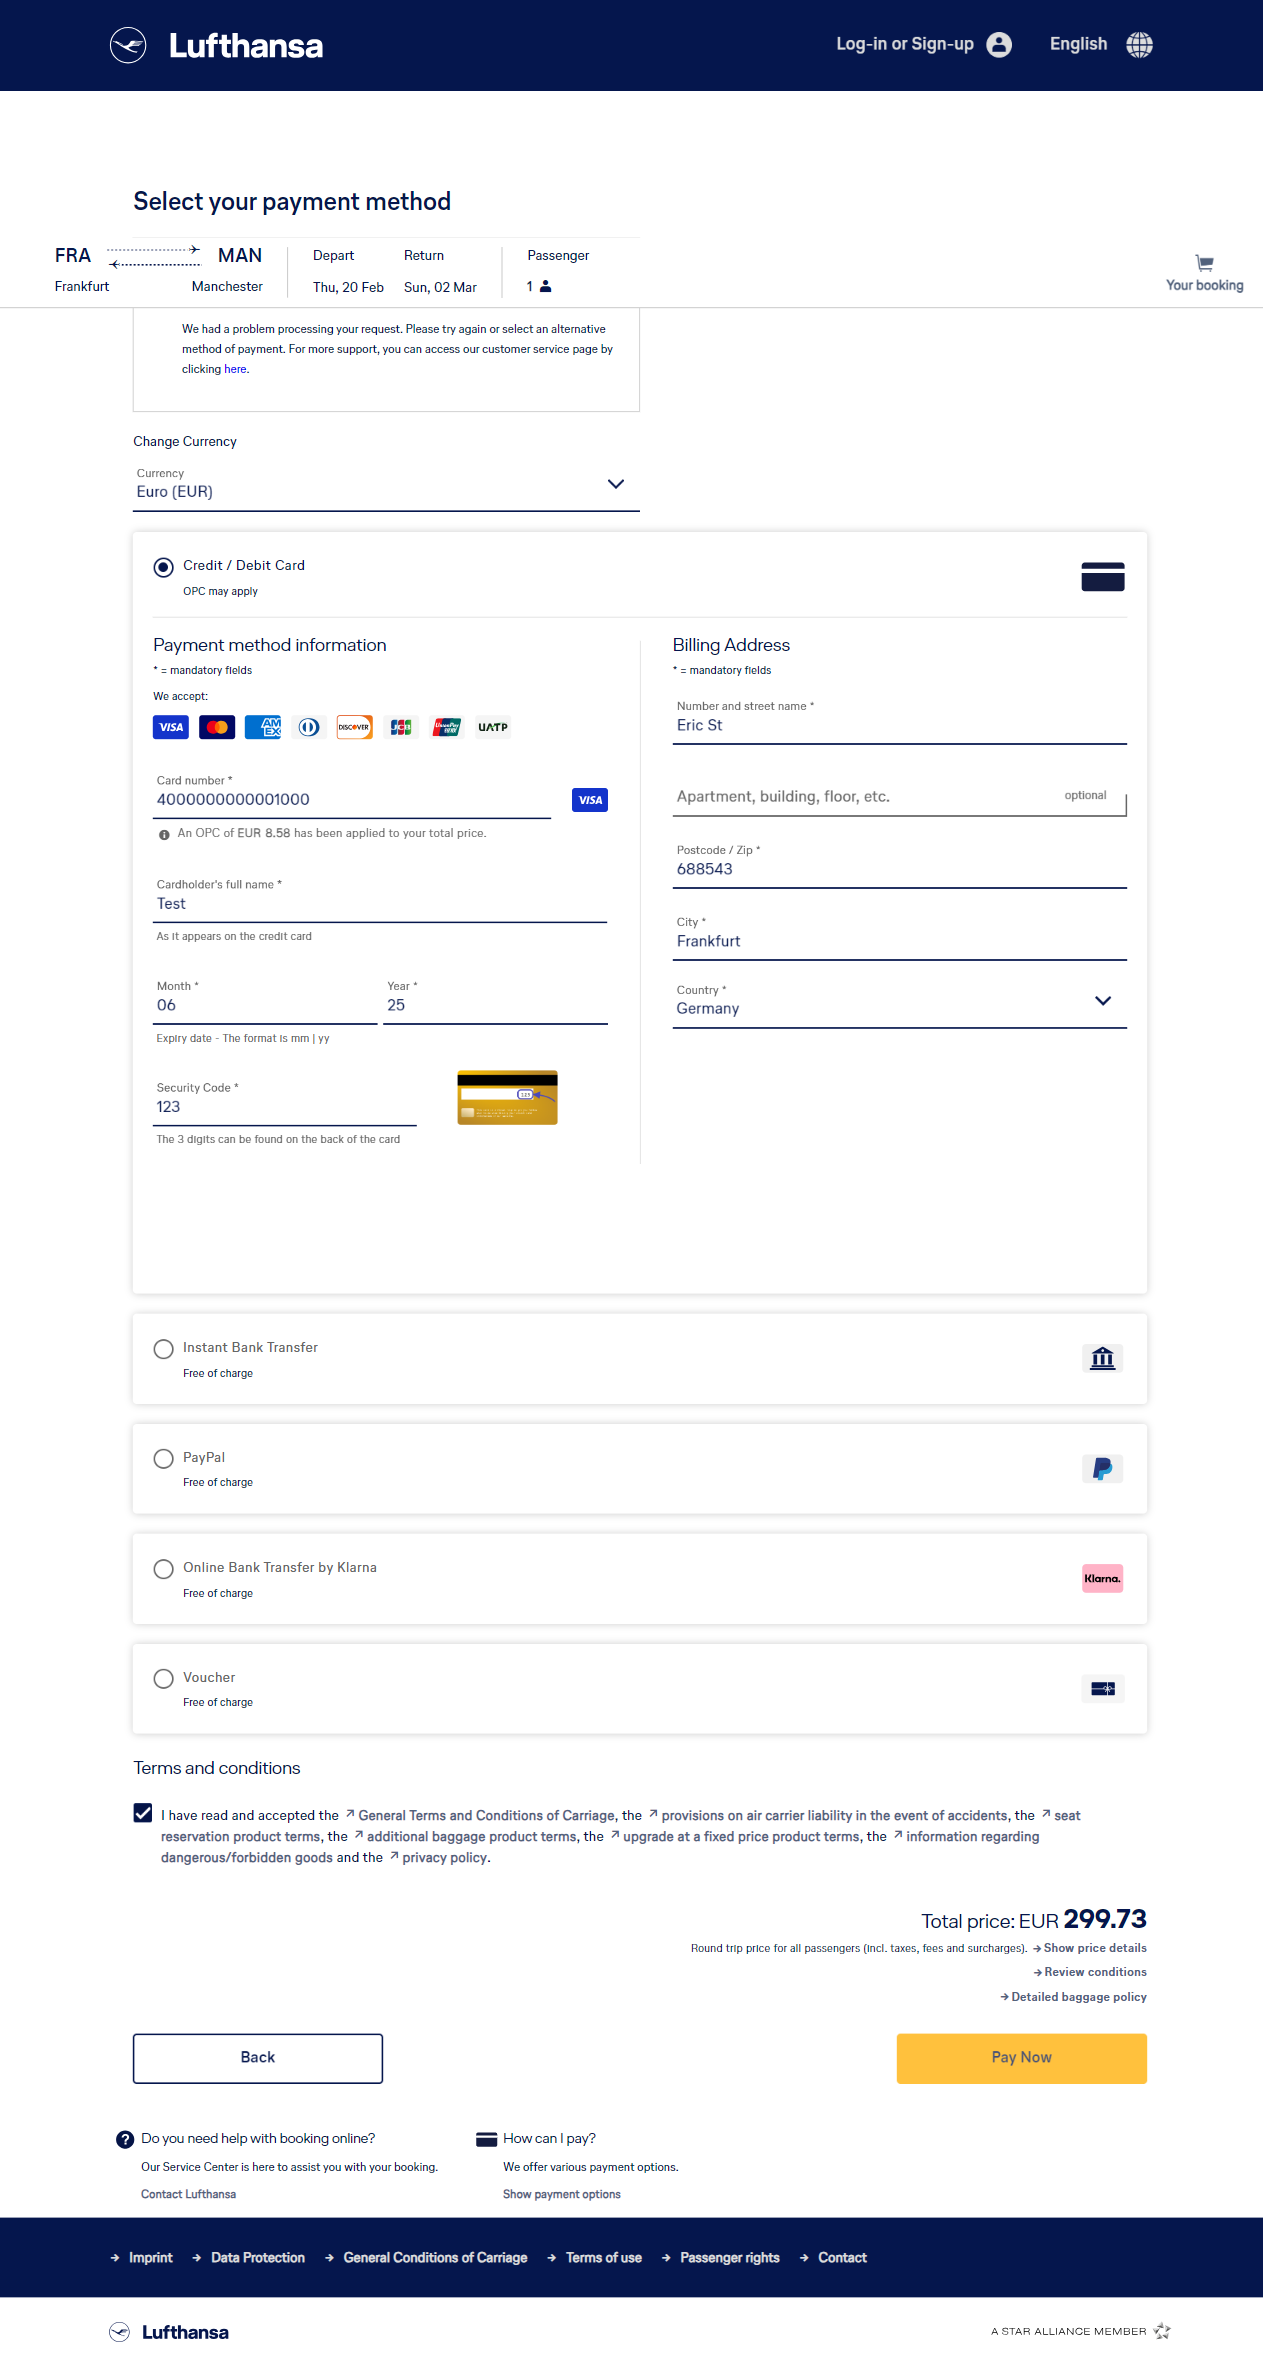 Lufthansa
Log-in or Sign-up
English
Select your payment method
FRA
MAN
Frankfurt
Manchester
Depart
Return
Thu, 20 Feb
Sun, 02 Mar
Passenger
1
Your booking
We had a problem processing your request. Please try again or select an alternative
method of payment. For more support, you can access our customer service page by
clicking here.
Change Currency
Currency
Euro (EUR)
Credit / Debit Card
OPC may apply
Payment method information
* = mandatory fields
We accept:
VISA
AM EX
DISCOVER
JCB
UnionPay
UATP
Card number *
4000000000001000
VISA
An OPC of EUR 8.58 has been applied to your total price.
Cardholder's full name *
Test
As it appears on the credit card
Month *
06
Year *
25
Expiry date - The format is mm | yy
Security Code *
123
The 3 digits can be found on the back of the card
Billing Address
* = mandatory fields
Number and street name *
Eric St
Apartment, building, floor, etc.
optional
Postcode / Zip *
688543
City *
Frankfurt
Country *
Germany
Instant Bank Transfer
Free of charge
PayPal
Free of charge
Online Bank Transfer by Klarna
Free of charge
Klarna.
Voucher
Free of charge
Terms and conditions
I have read and accepted the General Terms and Conditions of Carriage, the provisions on air carrier liability in the event of accidents, the seat
reservation product terms, the additional baggage product terms, the upgrade at a fixed price product terms, the information regarding
dangerous/forbidden goods and the privacy policy.
Total price: EUR 299.73
Round trip price for all passengers (incl. taxes, fees and surcharges). Show price details
Review conditions
Detailed baggage policy
Back
Pay Now
Do you need help with booking online?
Our Service Center is here to assist you with your booking.
Contact Lufthansa
How can I pay?
We offer various payment options.
Show payment options
Imprint
Data Protection
General Conditions of Carriage
Terms of use
Passenger rights
Contact
Lufthansa
A STAR ALLIANCE MEMBER